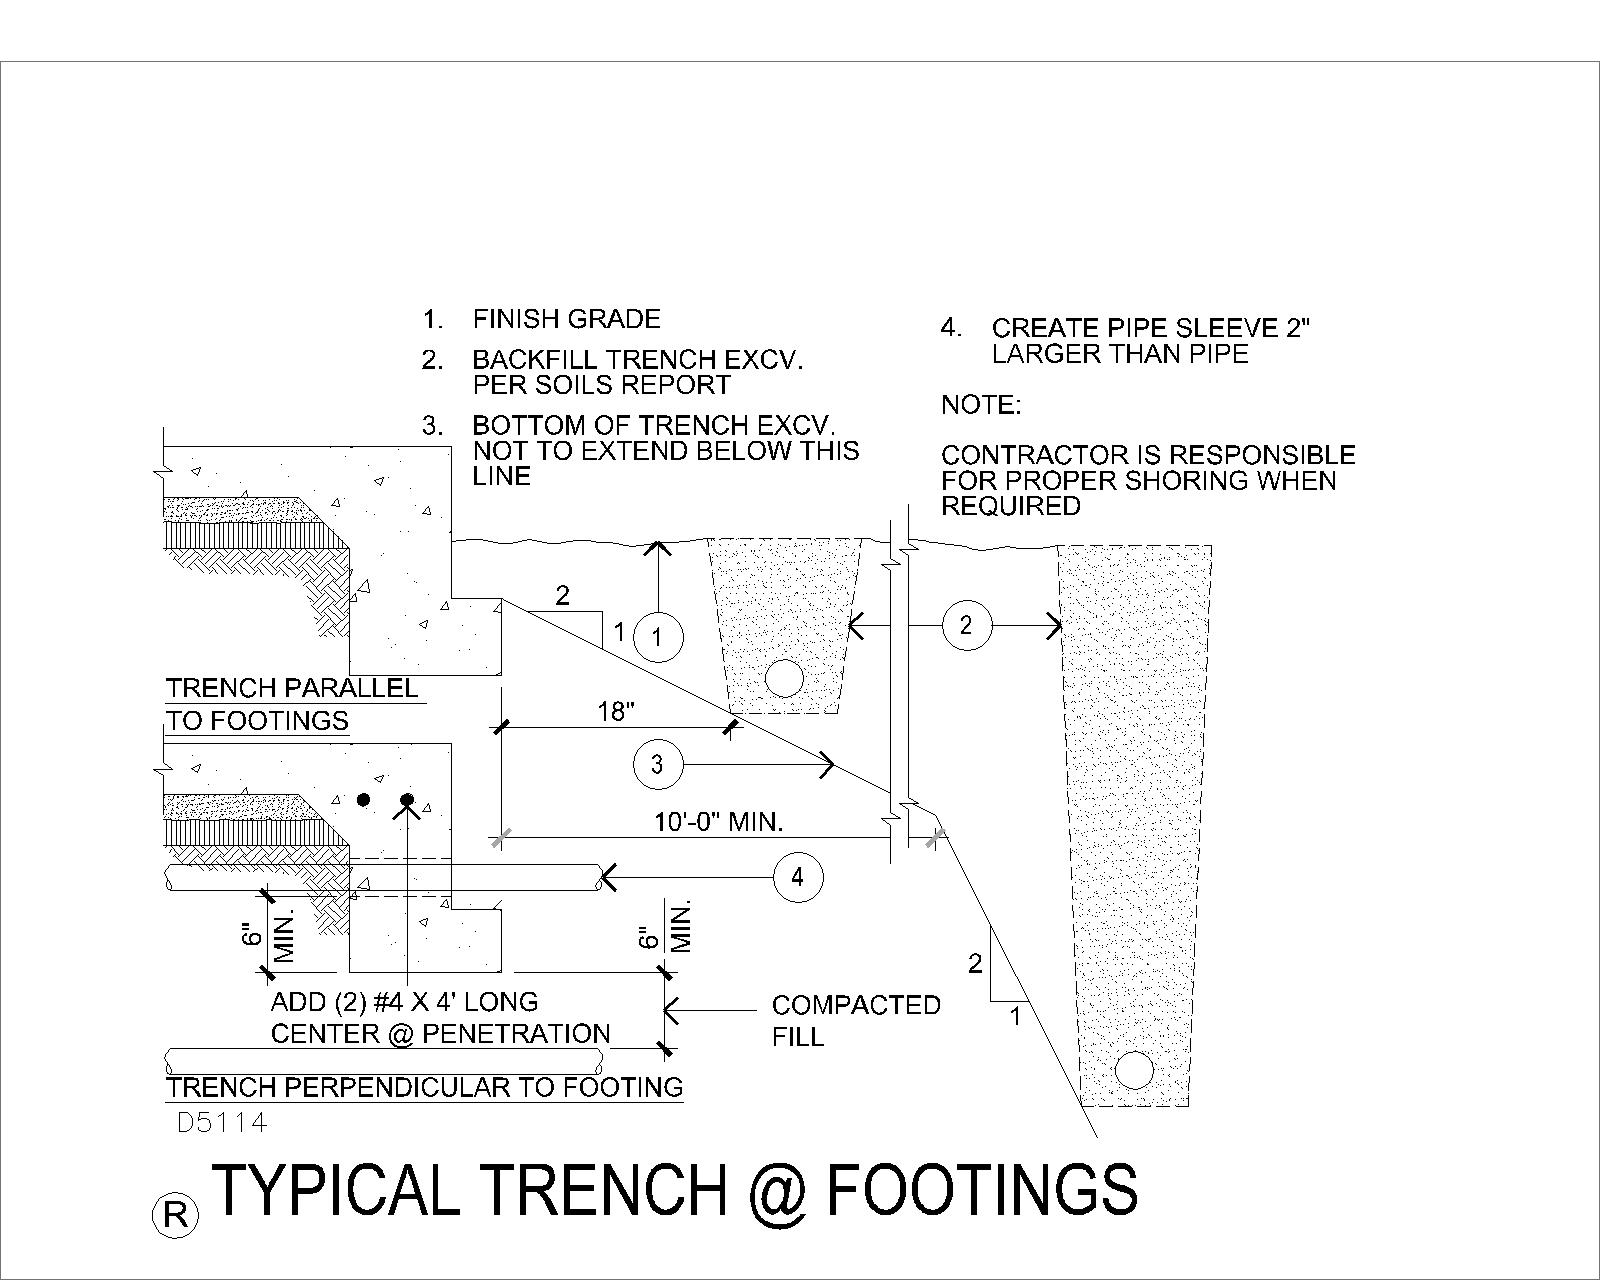 1. FINISH GRADE
2. BACKFILL TRENCH EXCV.
PER SOILS REPORT
3. BOTTOM OF TRENCH EXCV.
NOT TO EXTEND BELOW THIS
LINE
4. CREATE PIPE SLEEVE 2"
LARGER THAN PIPE
NOTE:
CONTRACTOR IS RESPONSIBLE
FOR PROPER SHORING WHEN
REQUIRED
2
1
1
2
TRENCH PARALLEL
TO FOOTINGS
18"
3
10'-0" MIN.
4
6"
MIN.
6"
MIN.
2
1
ADD (2) #4 X 4' LONG
CENTER @ PENETRATION
COMPACTED
FILL
TRENCH PERPENDICULAR TO FOOTING
D5114
R TYPICAL TRENCH @ FOOTINGS